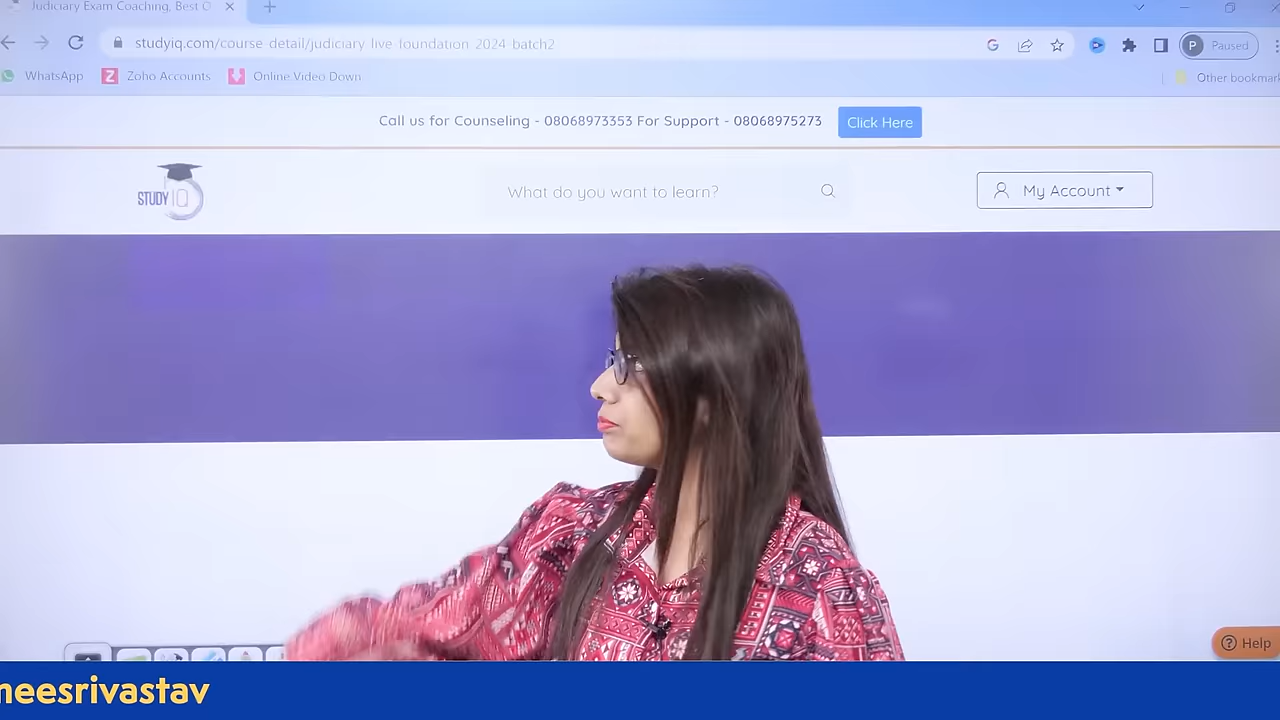 Judiciary Exam Coaching, Best
studyiq.com/course-detail/judiciary-live-foundation-2024-batch2
P Paused
WhatsApp Zoho Accounts Online Video Down
Other bookmark
Call us for Counseling - 08068973353 For Support - 08068975273 Click Here
STUDY IQ
What do you want to learn?
My Account
Help
neesrivastav